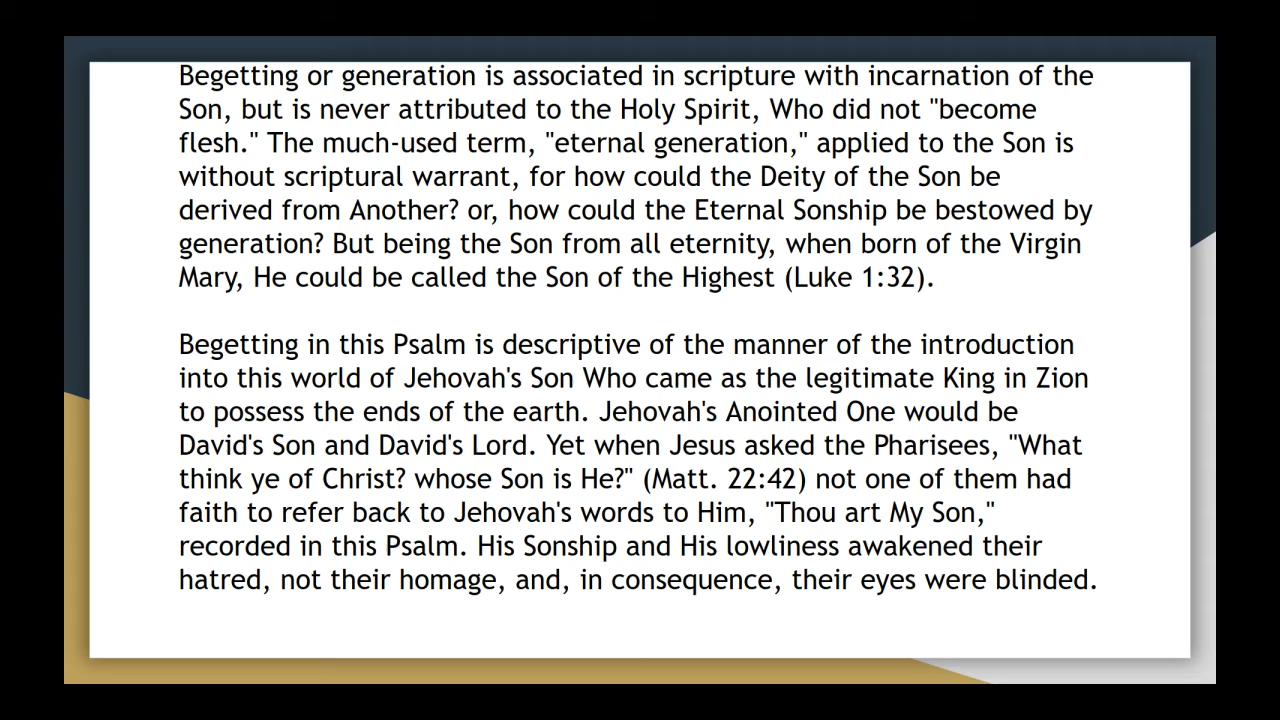 Begetting or generation is associated in scripture with incarnation of the
Son, but is never attributed to the Holy Spirit, Who did not "become
flesh." The much-used term, "eternal generation," applied to the Son is
without scriptural warrant, for how could the Deity of the Son be
derived from Another? or, how could the Eternal Sonship be bestowed by
generation? But being the Son from all eternity, when born of the Virgin
Mary, He could be called the Son of the Highest (Luke 1:32).
Begetting in this Psalm is descriptive of the manner of the introduction
into this world of Jehovah's Son Who came as the legitimate King in Zion
to possess the ends of the earth. Jehovah's Anointed One would be
David's Son and David's Lord. Yet when Jesus asked the Pharisees, "What
think ye of Christ? whose Son is He?" (Matt. 22:42) not one of them had
faith to refer back to Jehovah's words to Him, "Thou art My Son,"
recorded in this Psalm. His Sonship and His lowliness awakened their
hatred, not their homage, and, in consequence, their eyes were blinded.